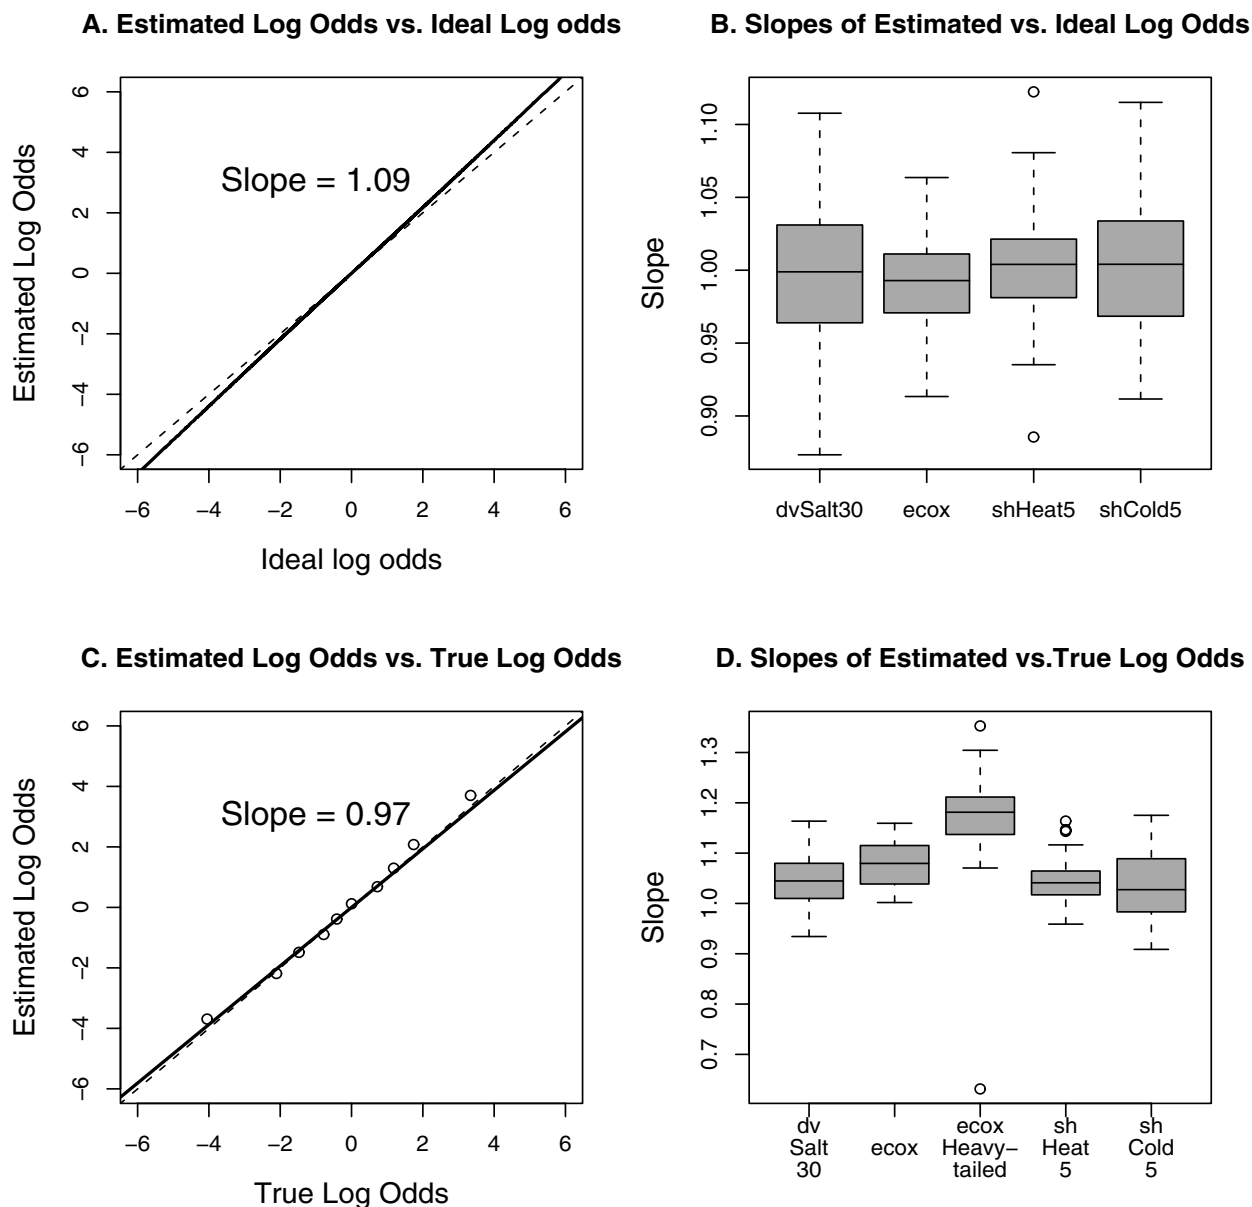 A. Estimated Log Odds vs. Ideal Log odds
Estimated Log Odds
6
4
2
0
−2
−4
−6
Slope = 1.09
−6 −4 −2 0 2 4 6
Ideal log odds
B. Slopes of Estimated vs. Ideal Log Odds
Slope
1.10
1.05
1.00
0.95
0.90
dvSalt30 ecox shHeat5 shCold5
C. Estimated Log Odds vs. True Log Odds
Estimated Log Odds
6
4
2
0
−2
−4
−6
Slope = 0.97
−6 −4 −2 0 2 4 6
True Log Odds
D. Slopes of Estimated vs.True Log Odds
Slope
1.3
1.2
1.1
1.0
0.9
0.8
0.7
dv
Salt
30
ecox
ecox
Heavy−
tailed
sh
Heat
5
sh
Cold
5